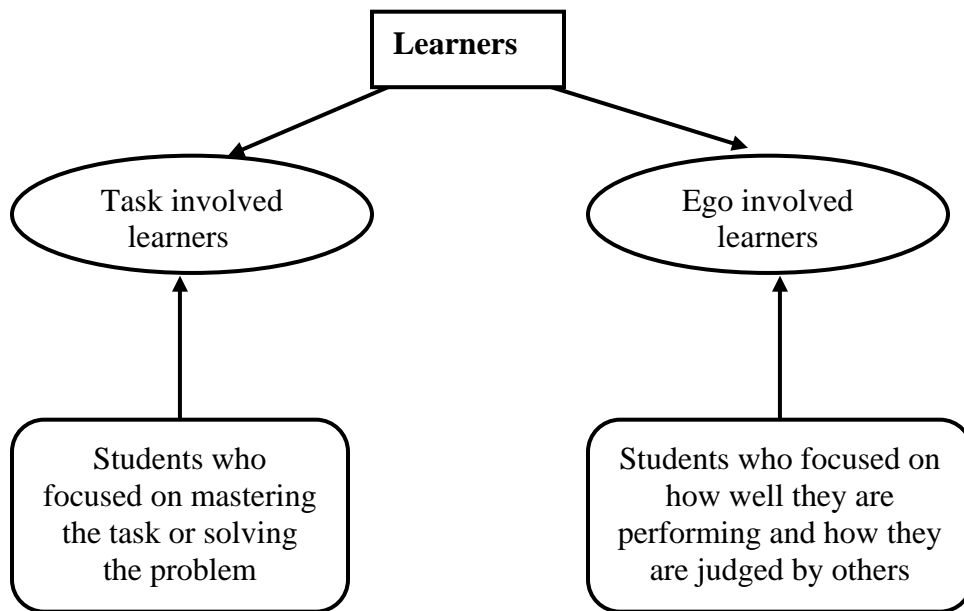 Learners
Task involved
learners
Ego involved
learners
Students who
focused on mastering
the task or solving
the problem
Students who focused on
how well they are
performing and how they
are judged by others